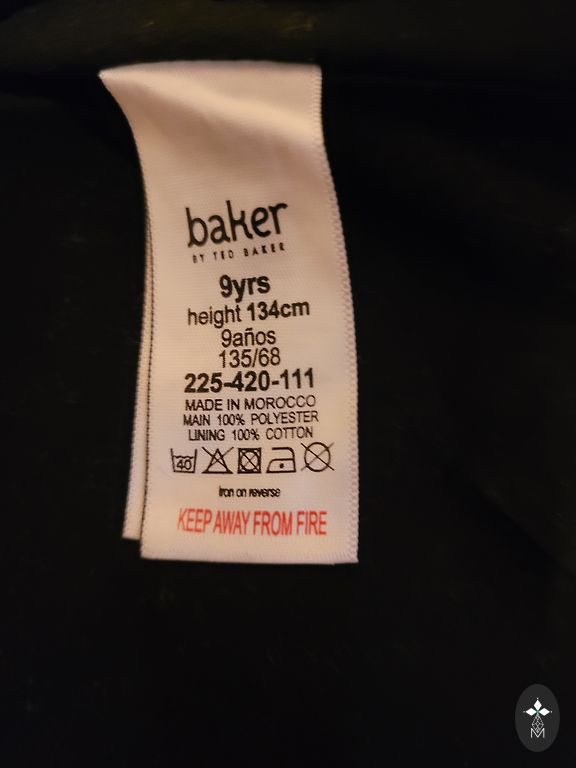 baker
BY TED BAKER
9yrs
height 134cm
9años
135/68
225-420-111
MADE IN MOROCCO
MAIN 100% POLYESTER
LINING 100% COTTON
40
Iron on reverse
KEEP AWAY FROM FIRE
M